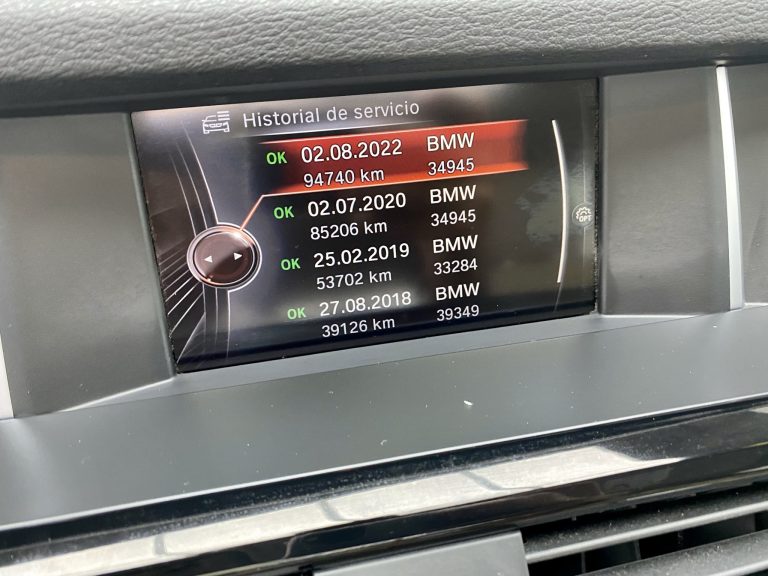 Historial de servicio
OK 02.08.2022 BMW
94740 km 34945
OK 02.07.2020 BMW
85206 km 34945
OK 25.02.2019 BMW
53702 km 33284
OK 27.08.2018 BMW
39126 km 39349
OPT